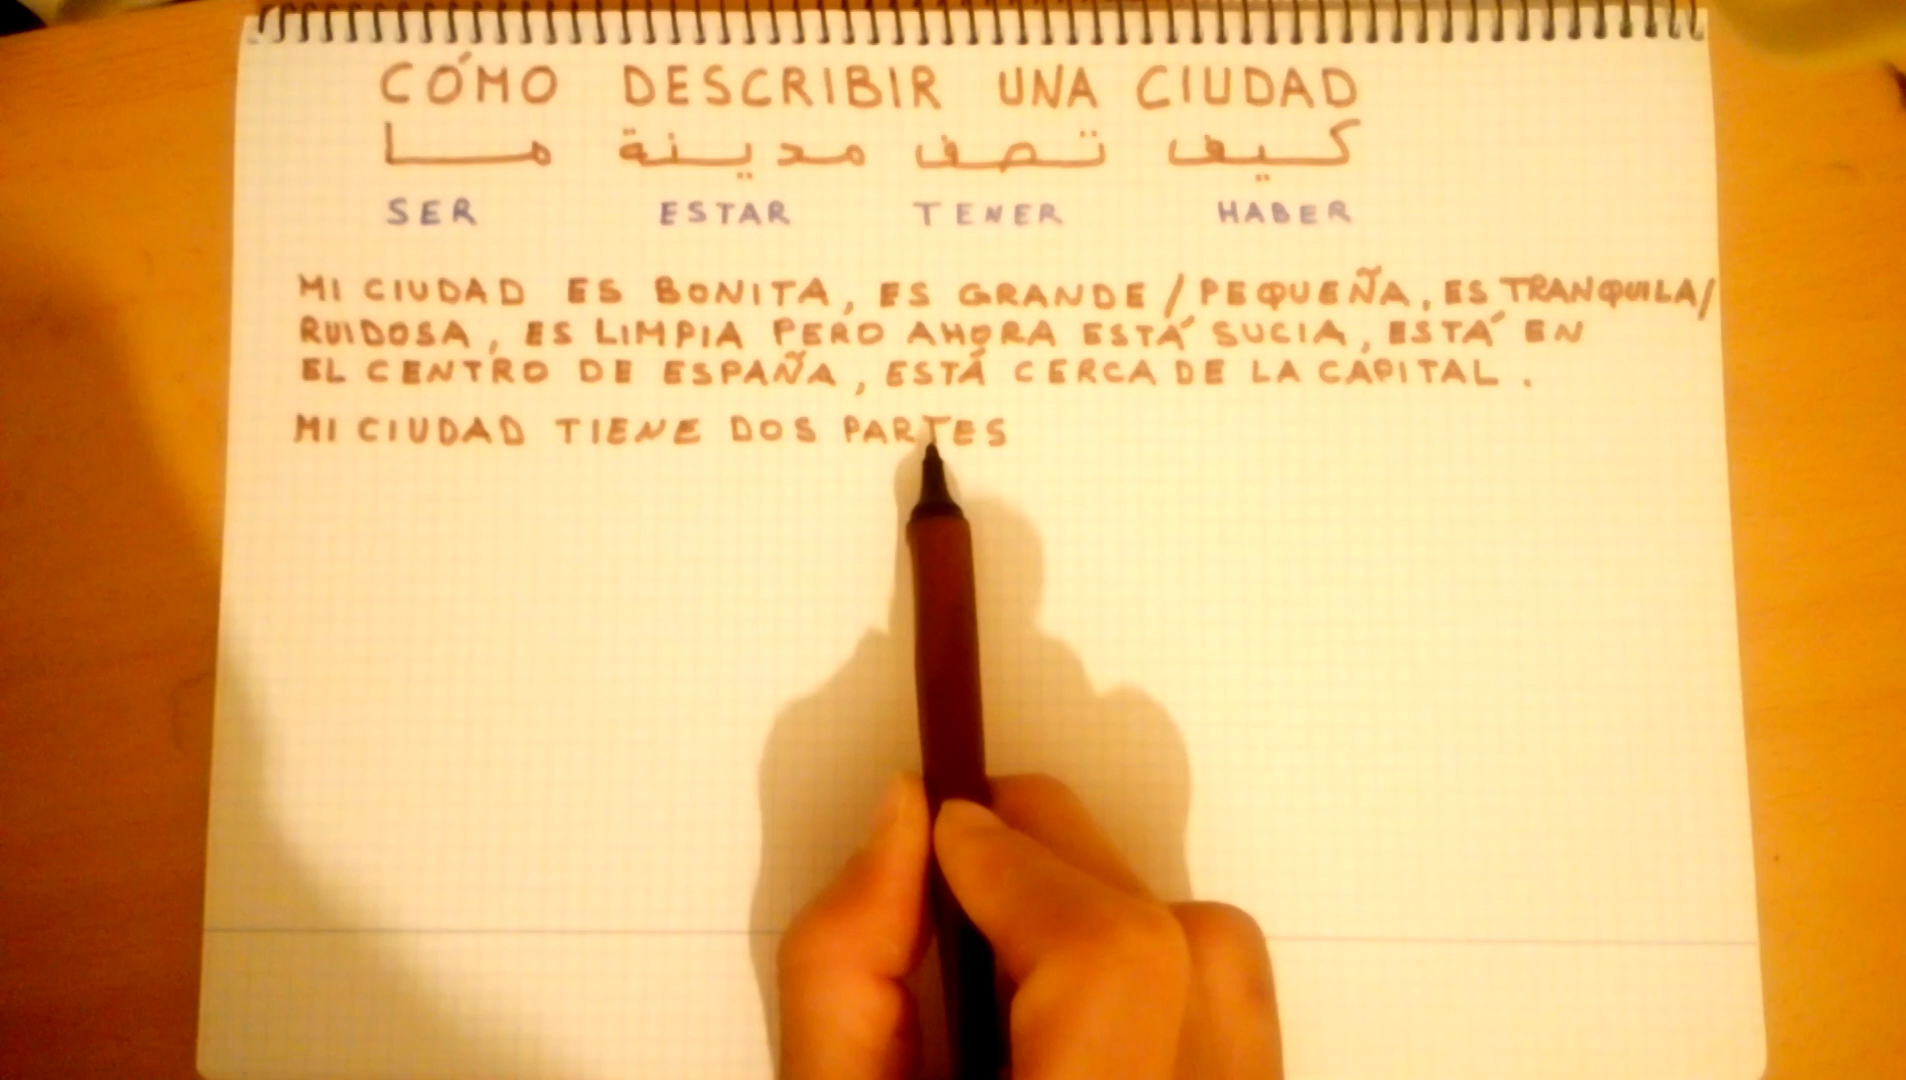 CÓMO DESCRIBIR UNA CIUDAD
كيف تصف مدينة ما
SER ESTAR TENER HABER
MI CIUDAD ES BONITA, ES GRANDE/PEQUEÑA, ES TRANQUILA/
RUIDOSA, ES LIMPIA PERO AHORA ESTÁ SUCIA, ESTÁ EN
EL CENTRO DE ESPAÑA, ESTÁ CERCA DE LA CAPITAL.
MI CIUDAD TIENE DOS PARTES